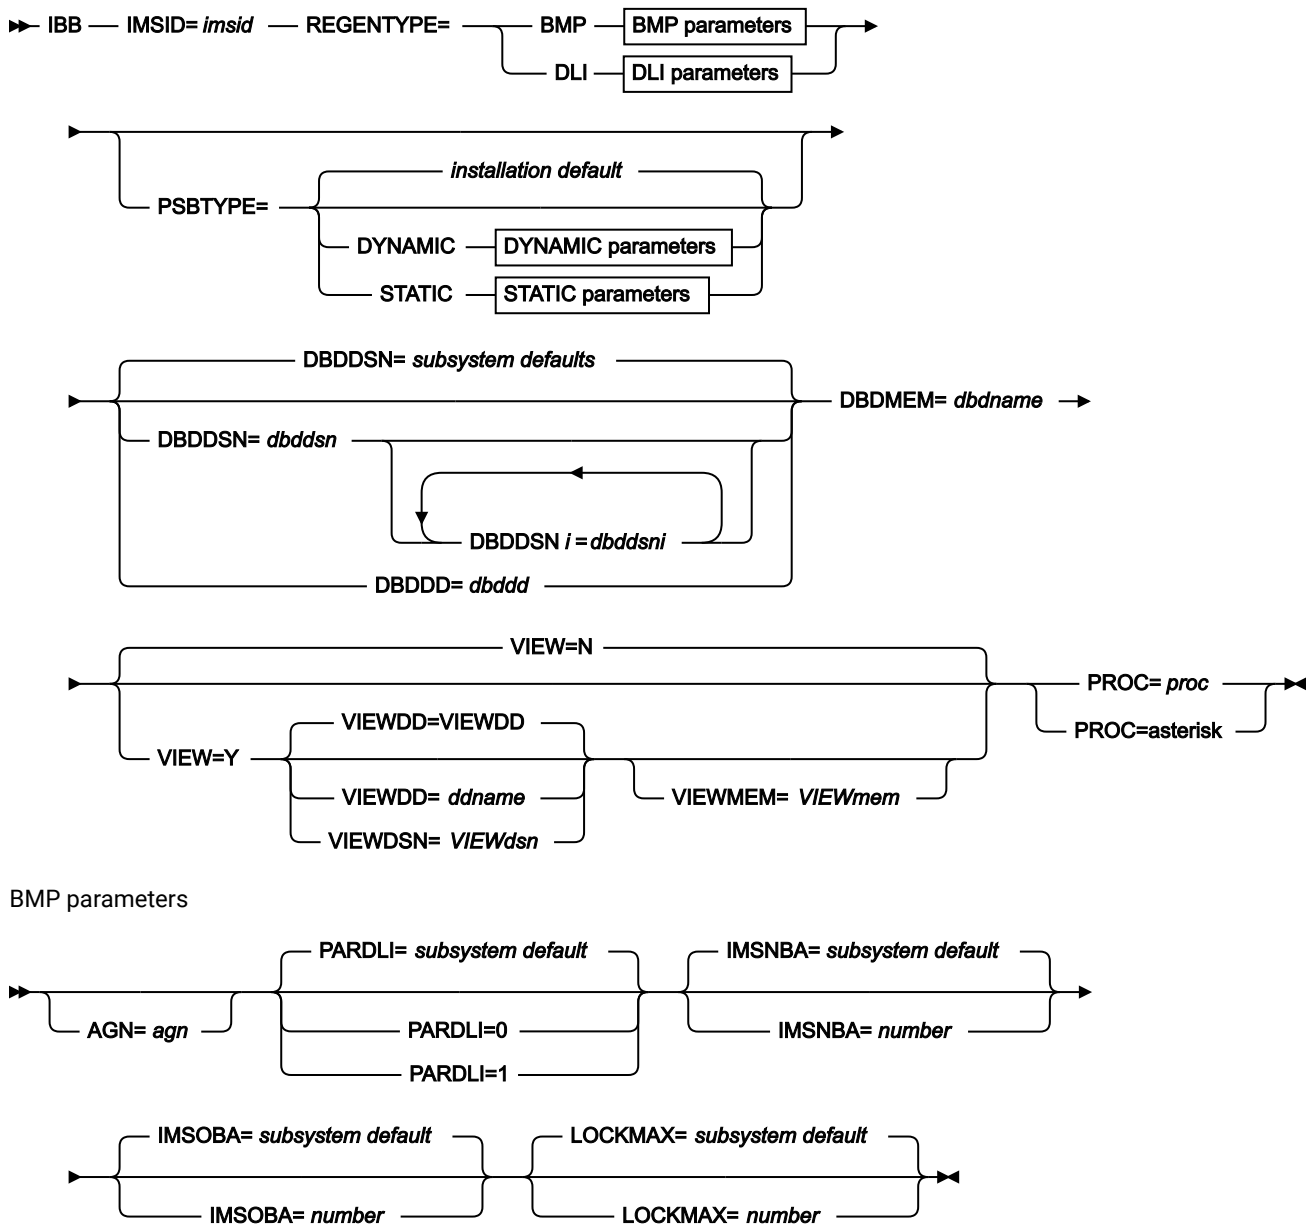 IBB IMSID= imsid REGENTYPE= BMP BMP parameters
DLI DLI parameters
installation default
PSBTYPE=
DYNAMIC DYNAMIC parameters
STATIC STATIC parameters
DBDDSN= subsystem defaults
DBDMEM= dbdname
DBDDSN= dbddsn
DBDDSN i =dbddsni
DBDDD= dbddd
VIEW=N
PROC= proc
VIEWDD=VIEWDD
PROC=asterisk
VIEW=Y
VIEWDD= ddname VIEWMEM= VIEWmem
VIEWDSN= VIEWdsn
BMP parameters
PARDLI= subsystem default IMSNBA= subsystem default
AGN= agn PARDLI=0 IMSNBA= number
PARDLI=1
IMSOBA= subsystem default LOCKMAX= subsystem default
IMSOBA= number LOCKMAX= number